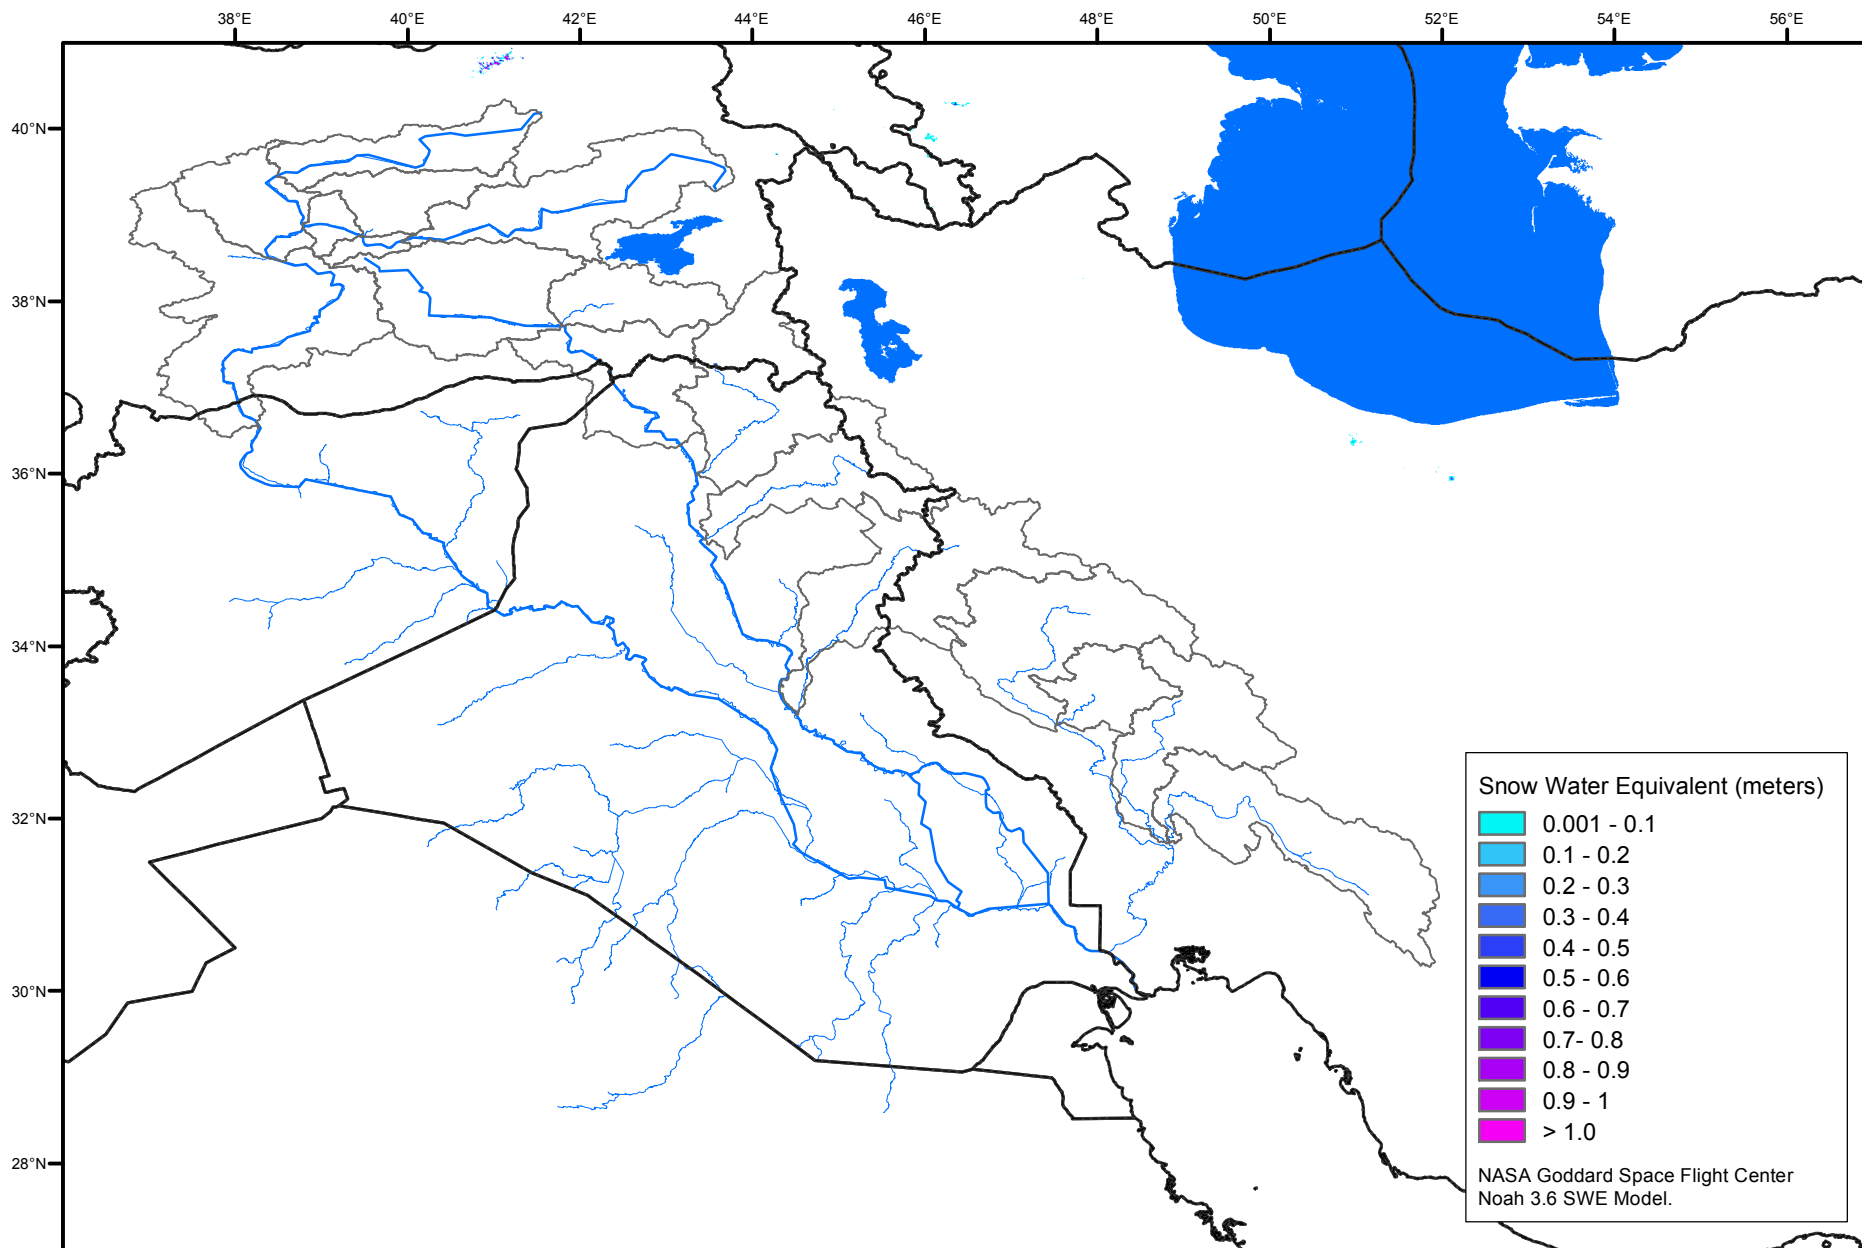 38°E 40°E 42°E 44°E 46°E 48°E 50°E 52°E 54°E 56°E
40°N
38°N
36°N
34°N
32°N
30°N
28°N
Snow Water Equivalent (meters)
0.001 - 0.1
0.1 - 0.2
0.2 - 0.3
0.3 - 0.4
0.4 - 0.5
0.5 - 0.6
0.6 - 0.7
0.7- 0.8
0.8 - 0.9
0.9 - 1
> 1.0
NASA Goddard Space Flight Center
Noah 3.6 SWE Model.